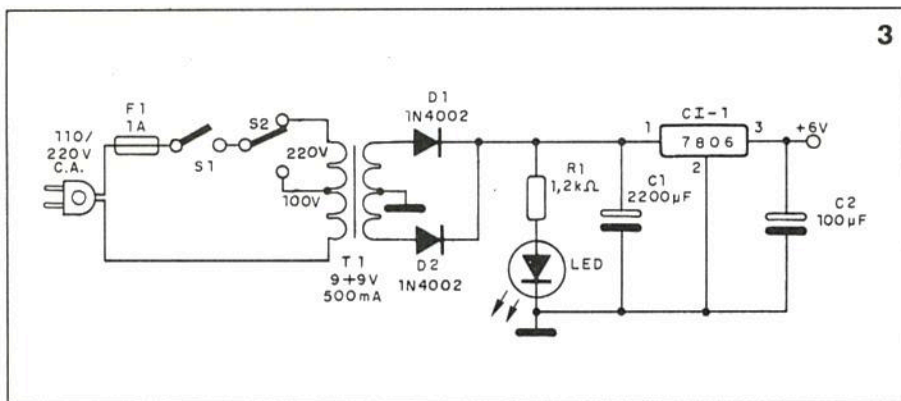 3
F1
1A
110/
220V
C.A.
S1
S2
220V
100V
T1
9+9V
500mA
D1
1N4002
D2
1N4002
R1
1,2kΩ
LED
C1
2200µF
CI-1
1
7806
3
2
+6V
C2
100µF